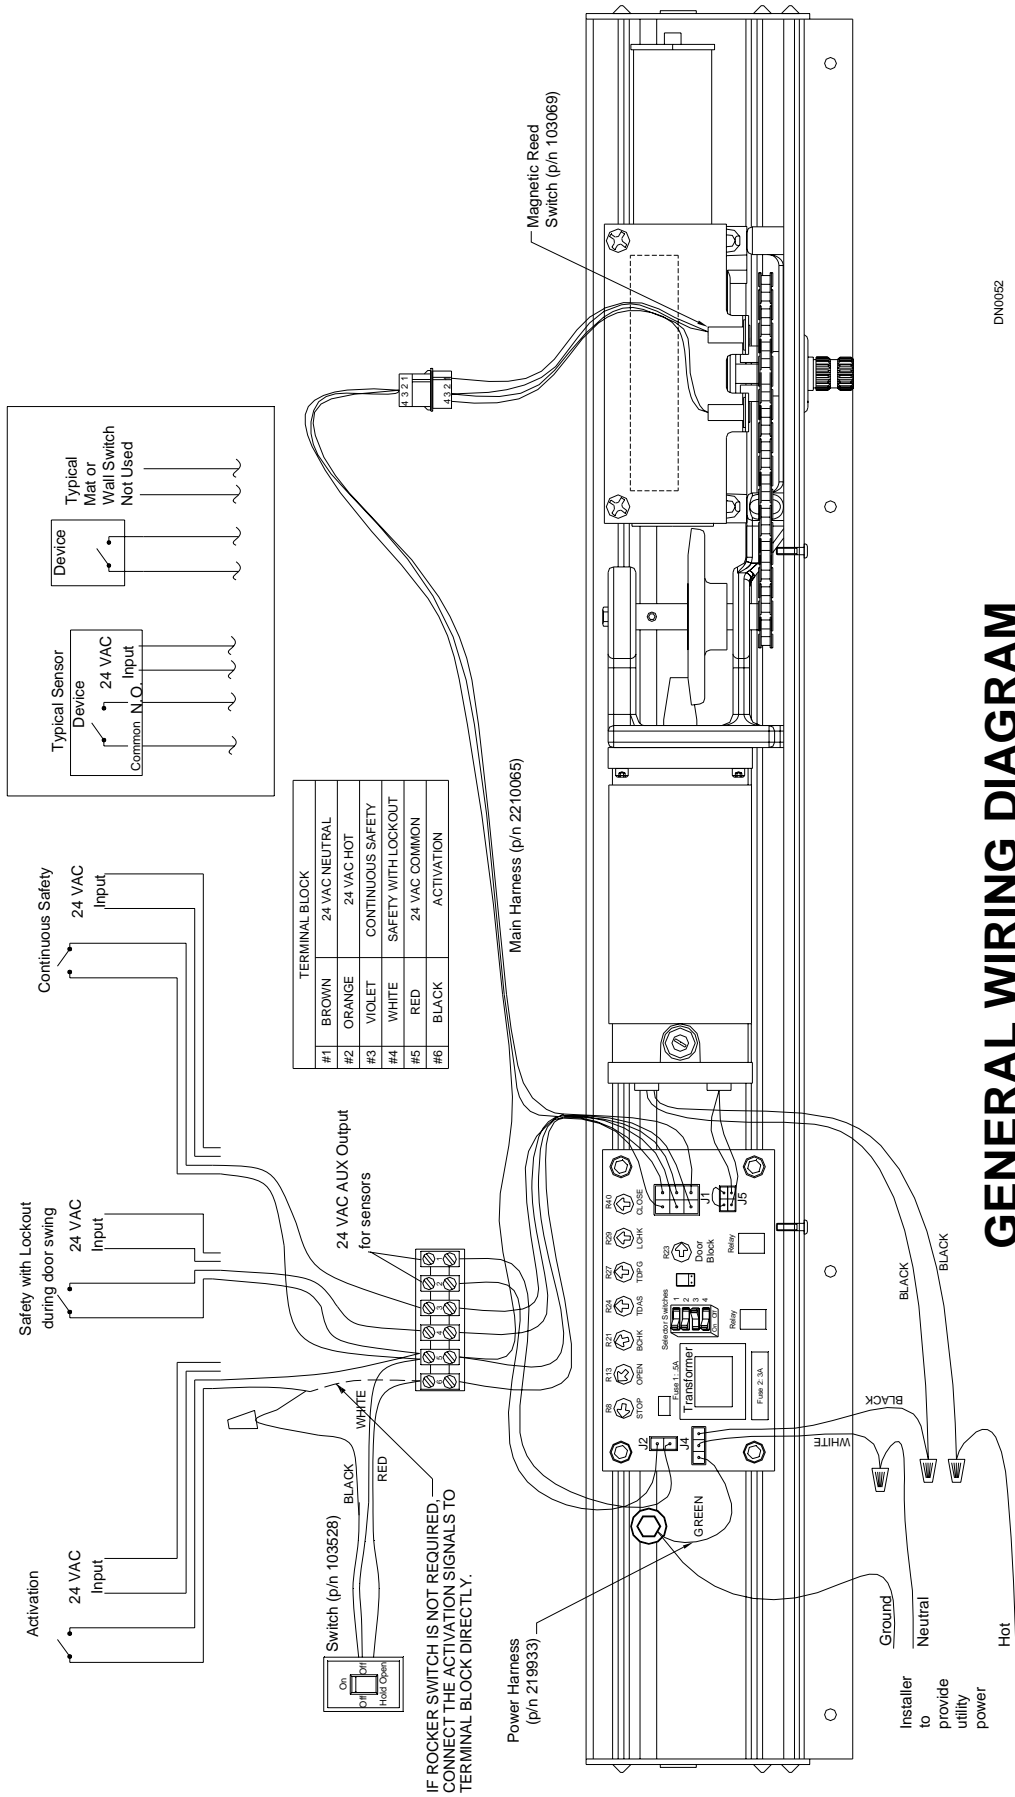 Activation
24 VAC
Input
Safety with Lockout
during door swing
24 VAC
Input
Continuous Safety
24 VAC
Input
Typical Sensor
Device
24 VAC
Input
Common
N.O.
Device
Typical
Mat or
Wall Switch
Not Used
TERMINAL BLOCK
#1 BROWN 24 VAC NEUTRAL
#2 ORANGE 24 VAC HOT
#3 VIOLET CONTINUOUS SAFETY
#4 WHITE SAFETY WITH LOCKOUT
#5 RED 24 VAC COMMON
#6 BLACK ACTIVATION
Switch (p/n 103528)
On
Off
Off
Hold Open
BLACK
WHITE
RED
IF ROCKER SWITCH IS NOT REQUIRED,
CONNECT THE ACTIVATION SIGNALS TO
TERMINAL BLOCK DIRECTLY.
24 VAC AUX Output
for sensors
6 5 4 3 2 1
Main Harness (p/n 2210065)
4 3 2 1
4 3 2
Magnetic Reed
Switch (p/n 103069)
Power Harness
(p/n 219933)
GREEN
R8
STOP
R13
OPEN
R21
BCHK
R24
TDAS
R27
TDPG
R29
LCHK
R40
CLOSE
Fuse 1: .5A
Transformer
Fuse 2: 3A
Selector Switches
1
2
3
4
On
Off
R23
Door
Block
Relay
Relay
J1
J5
J2
J4
WHITE
BLACK
BLACK
BLACK
Ground
Neutral
Hot
Installer
to
provide
utility
power
DN0052
GENERAL WIRING DIAGRAM